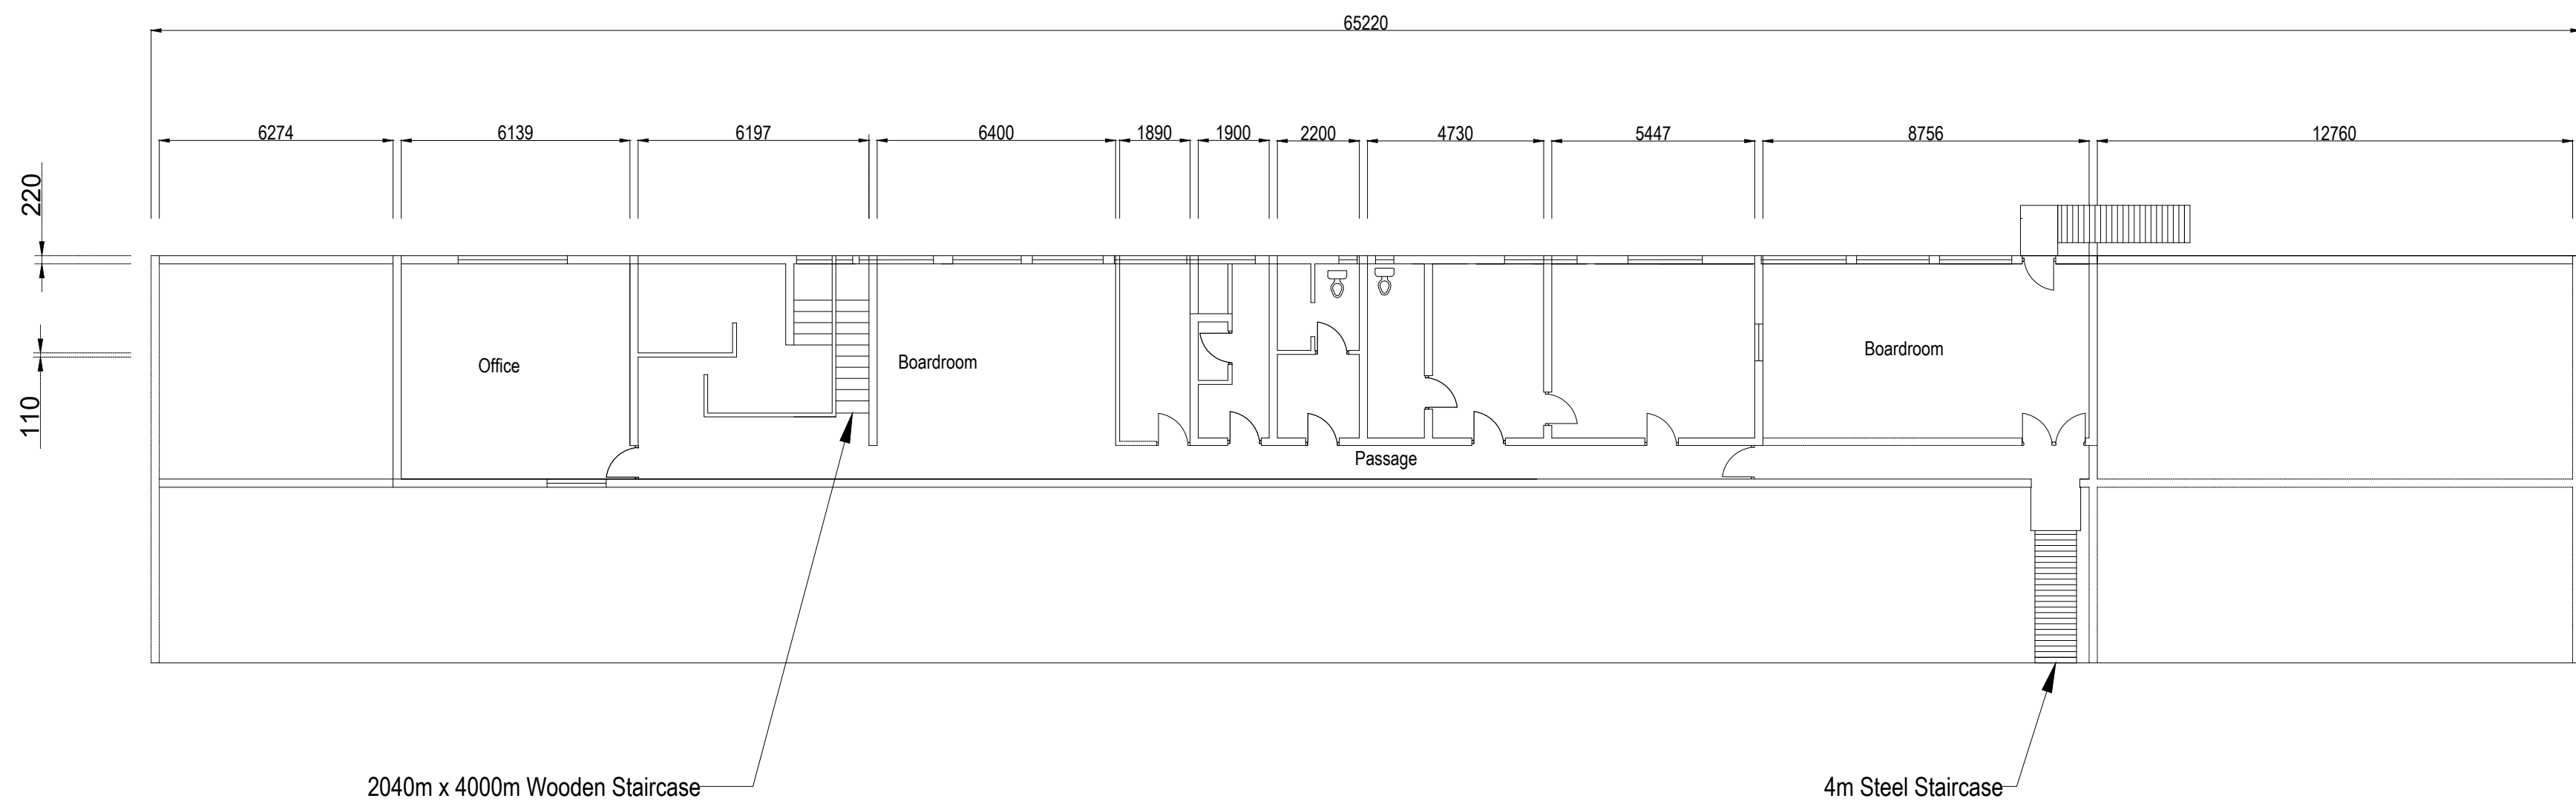 65220
6274 6139 6197 6400 1890 1900 2200 4730 5447 8756 12760
220
110
Office
Boardroom
Boardroom
Passage
2040m x 4000m Wooden Staircase
4m Steel Staircase